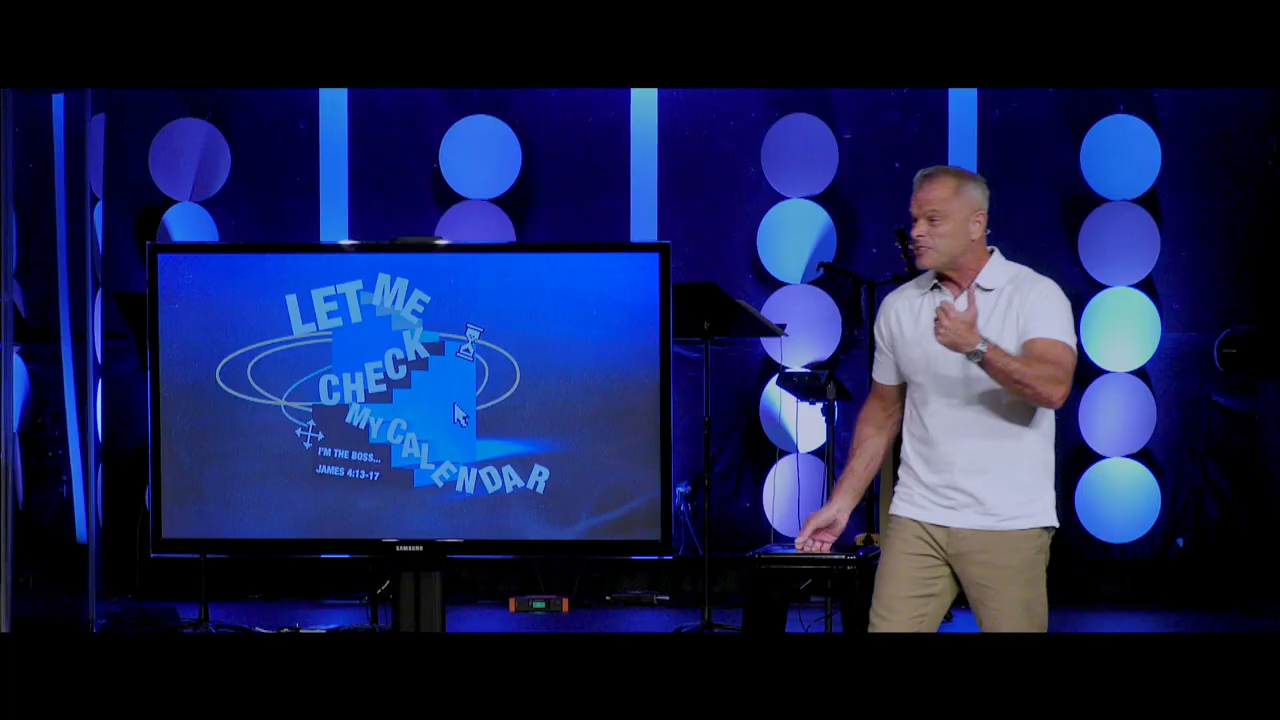 LET ME
CHECK
MY CALENDAR
I'M THE BOSS...
JAMES 4:13-17
SAMSUNG